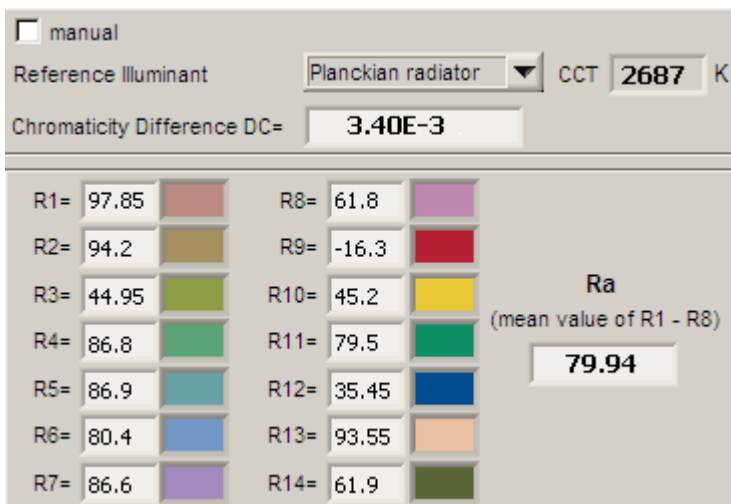 manual
Reference Illuminant Planckian radiator CCT 2687 K
Chromaticity Difference DC= 3.40E-3
R1= 97.85 R8= 61.8
R2= 94.2 R9= -16.3
R3= 44.95 R10= 45.2
R4= 86.8 R11= 79.5
R5= 86.9 R12= 35.45
R6= 80.4 R13= 93.55
R7= 86.6 R14= 61.9
Ra
(mean value of R1 - R8)
79.94